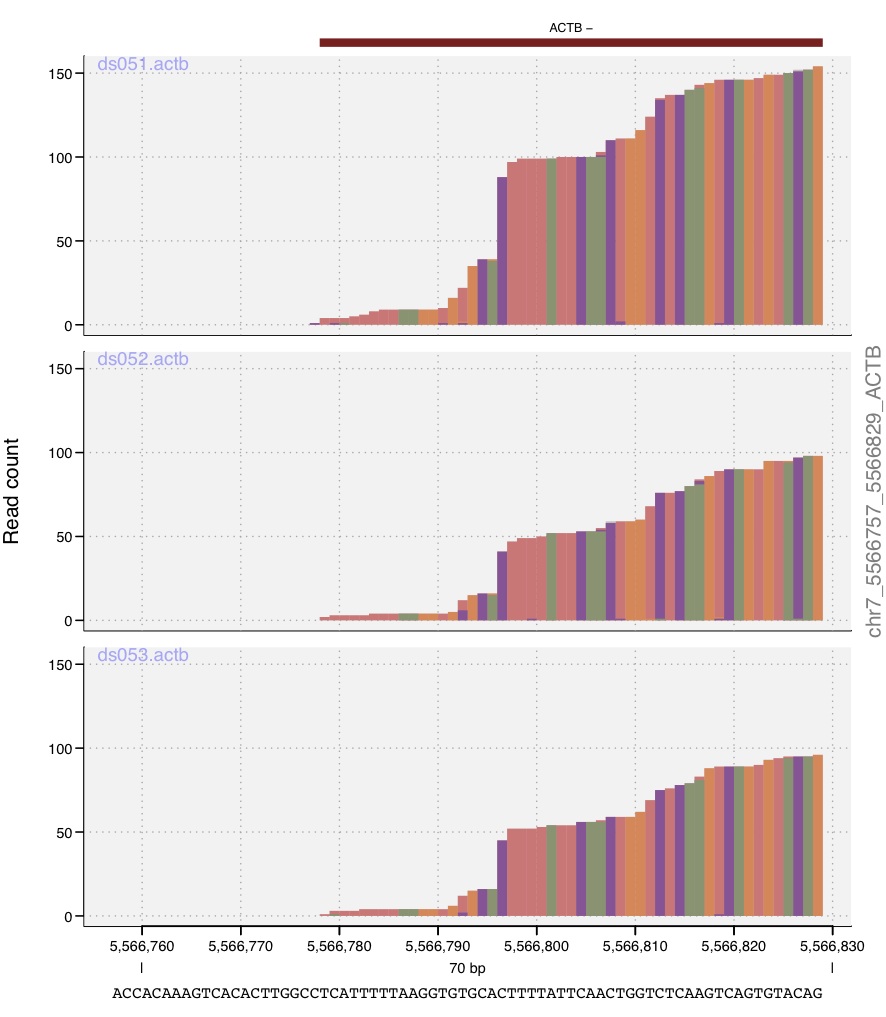 ACTB –
ds051.actb
150
100
50
0
ds052.actb
150
100
50
0
ds053.actb
150
100
50
0
Read count
chr7_5566757_5566829_ACTB
5,566,760 5,566,770 5,566,780 5,566,790 5,566,800 5,566,810 5,566,820 5,566,830
70 bp
ACCACAAAGTCACACTTGGCCTCATTTTTAAGGTGTGCACTTTTATTCAACTGGTCTCAAGTCAGTGTACAG